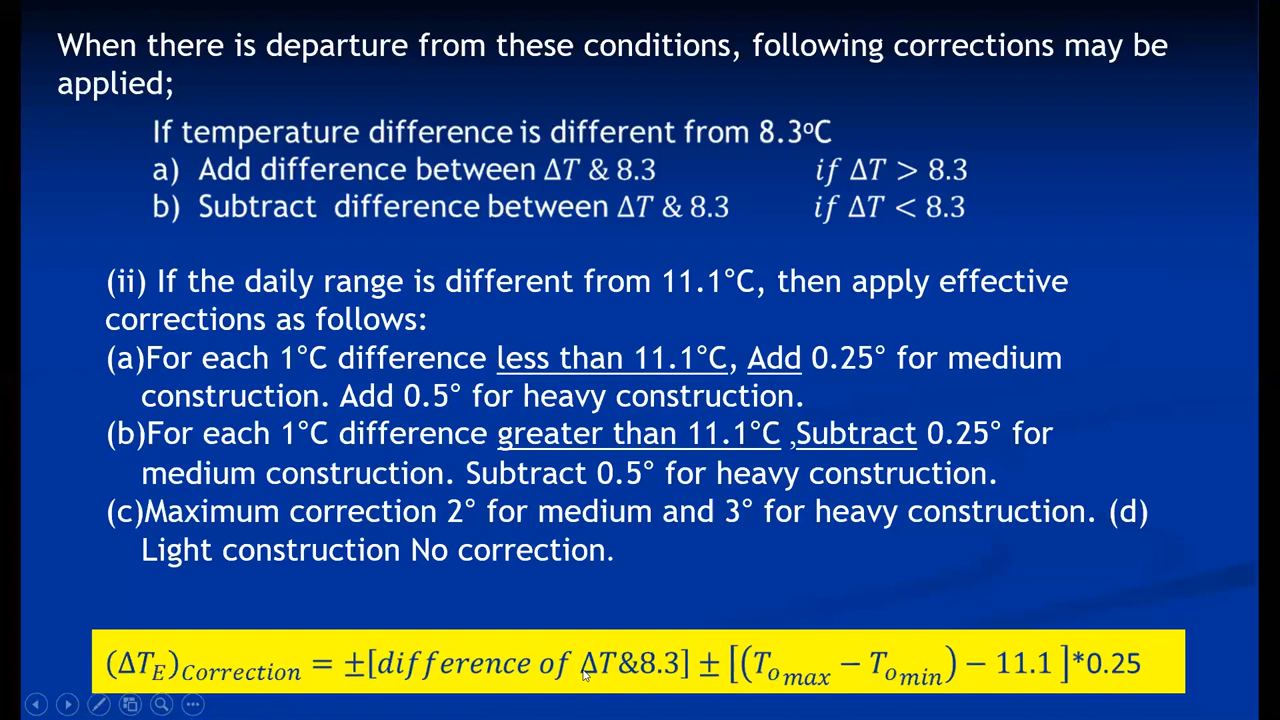 When there is departure from these conditions, following corrections may be
applied;
If temperature difference is different from 8.3ᵒC
a) Add difference between ΔT & 8.3 if ΔT > 8.3
b) Subtract difference between ΔT & 8.3 if ΔT < 8.3
(ii) If the daily range is different from 11.1°C, then apply effective
corrections as follows:
(a)For each 1°C difference less than 11.1°C, Add 0.25° for medium
construction. Add 0.5° for heavy construction.
(b)For each 1°C difference greater than 11.1°C ,Subtract 0.25° for
medium construction. Subtract 0.5° for heavy construction.
(c)Maximum correction 2° for medium and 3° for heavy construction. (d)
Light construction No correction.
(ΔT_E)_Correction = ±[difference of ΔT&8.3] ± [(T_o_max − T_o_min) − 11.1 ]*0.25